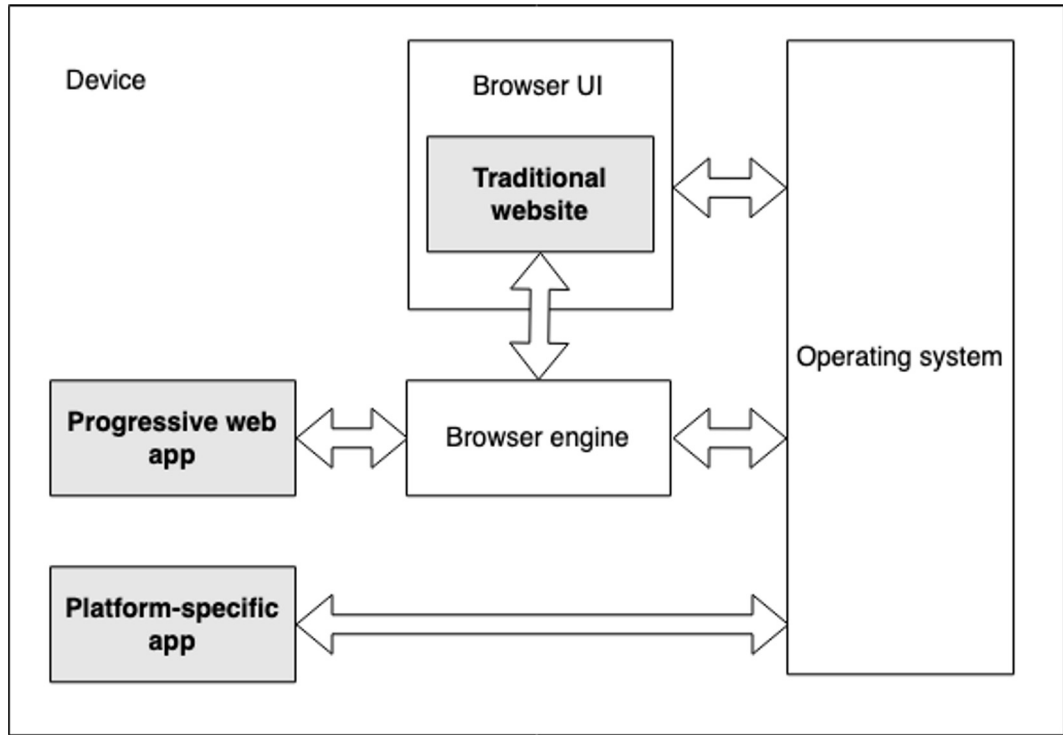 Device
Browser UI
Traditional
website
Operating system
Progressive web
app
Browser engine
Platform-specific
app